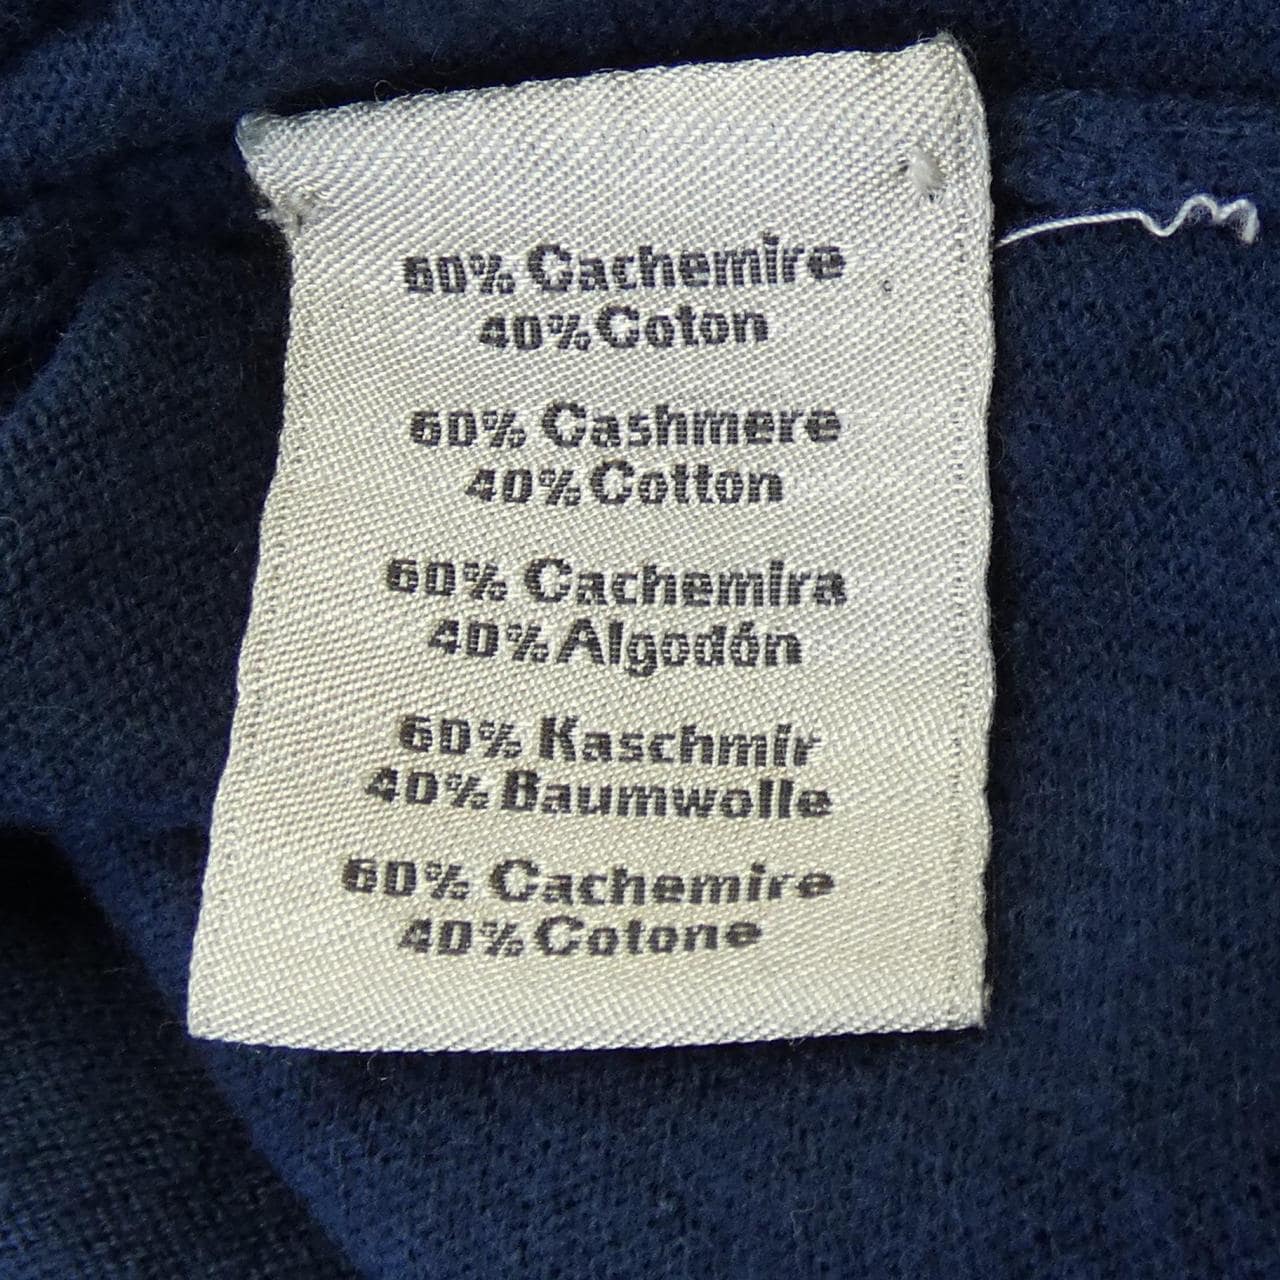 60% Cachemire
40% Coton
60% Cashmere
40% Cotton
60% Cachemira
40% Algodón
60% Kaschmir
40% Baumwolle
60% Cachemire
40% Cotone